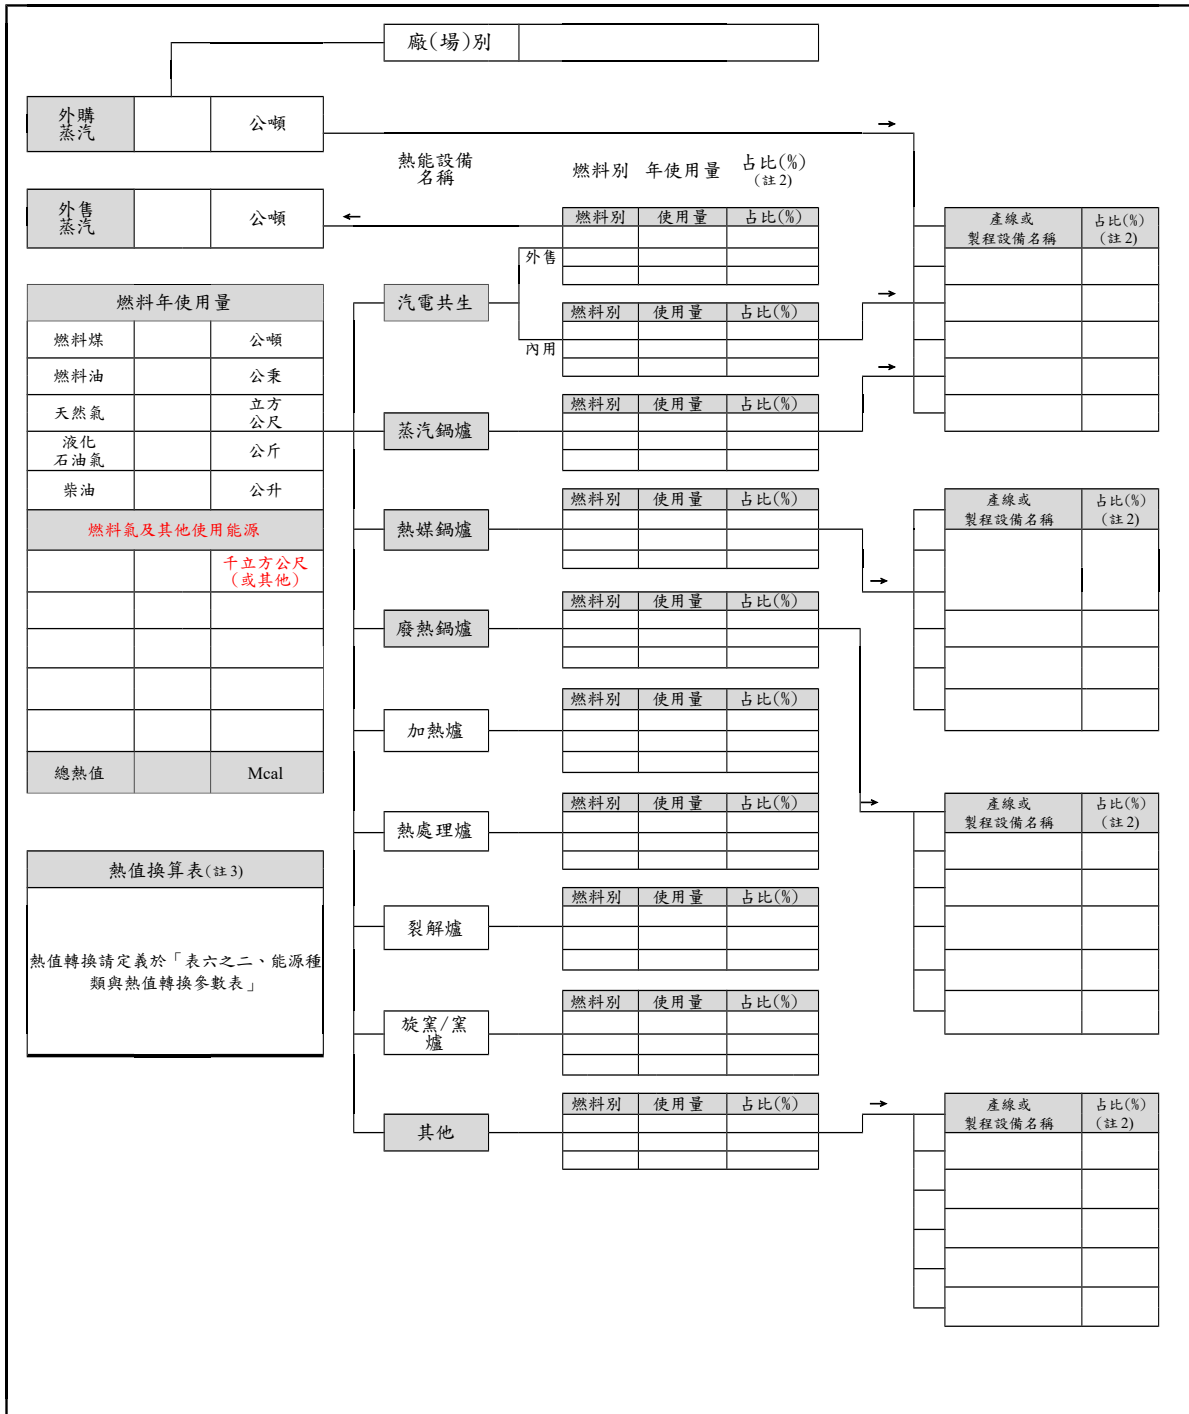 廠(場)別
外購
蒸汽
公噸
熱能設備
名稱
燃料別 年使用量 占比(%)
(註2)
外售
蒸汽
公噸
燃料別 使用量 占比(%)
外售
產線或
製程設備名稱
占比(%)
(註2)
燃料年使用量
燃料煤 公噸
燃料油 公秉
天然氣 立方
公尺
液化
石油氣 公斤
柴油 公升
燃料氣及其他使用能源
千立方公尺
(或其他)
總熱值 Mcal
熱值換算表(註3)
熱值轉換請定義於「表六之二、能源種
類與熱值轉換參數表」
汽電共生
燃料別 使用量 占比(%)
內用
蒸汽鍋爐
燃料別 使用量 占比(%)
熱媒鍋爐
燃料別 使用量 占比(%)
產線或
製程設備名稱
占比(%)
(註2)
廢熱鍋爐
燃料別 使用量 占比(%)
加熱爐
燃料別 使用量 占比(%)
熱處理爐
燃料別 使用量 占比(%)
產線或
製程設備名稱
占比(%)
(註2)
裂解爐
燃料別 使用量 占比(%)
旋窯/窯
爐
燃料別 使用量 占比(%)
其他
燃料別 使用量 占比(%)
產線或
製程設備名稱
占比(%)
(註2)